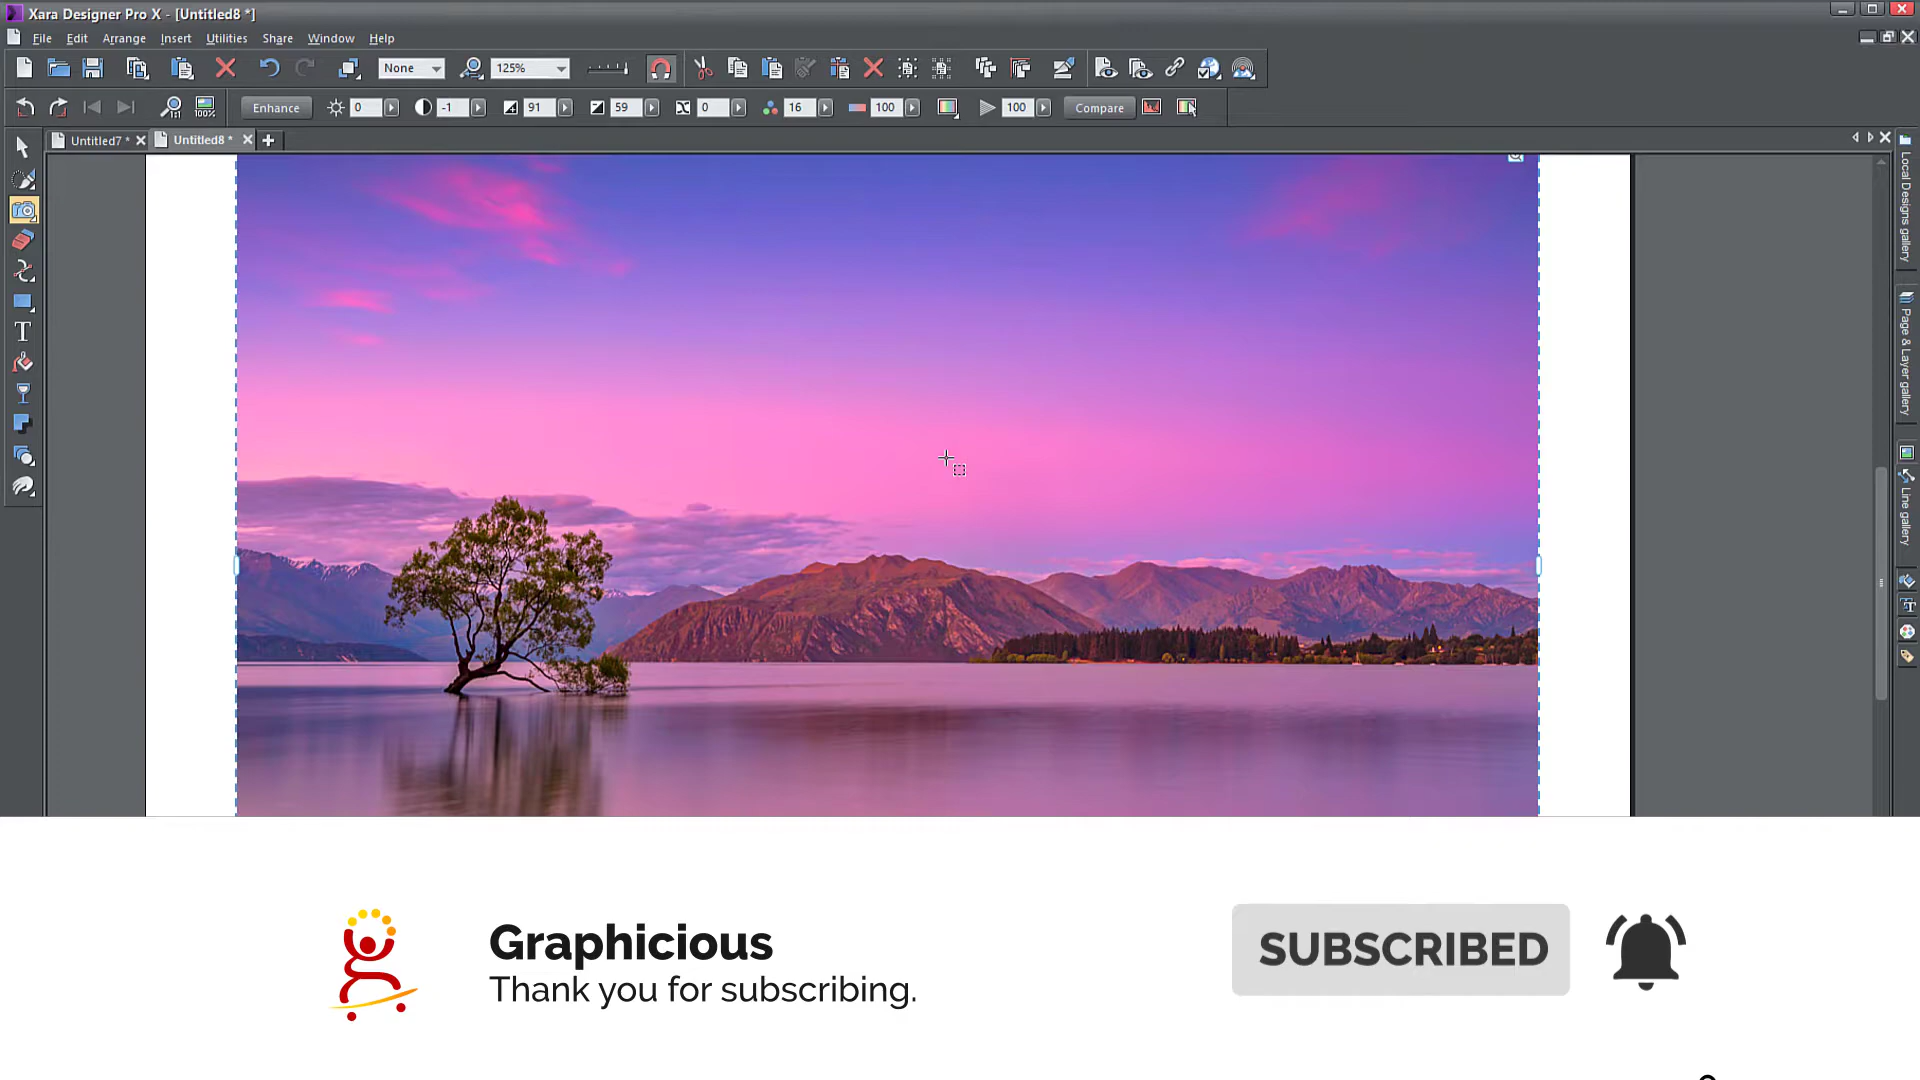 Xara Designer Pro X - [Untitled8 *]
File Edit Arrange Insert Utilities Share Window Help
None 125%
Enhance 0 -1 91 59 0 16 100 100 Compare
100%
Untitled7 * Untitled8 *
Local Designs gallery
Page & Layer gallery
Line gallery
Graphicious
Thank you for subscribing.
SUBSCRIBED